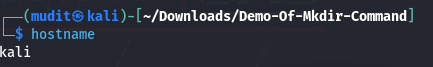 ┌──(mudit㉿kali)-[~/Downloads/Demo-Of-Mkdir-Command]
└─$ hostname
kali